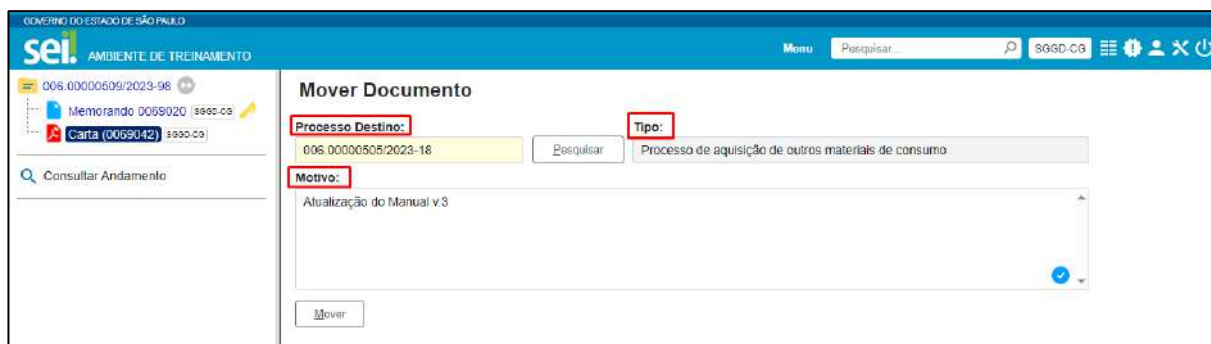 GOVERNO DO ESTADO DE SÃO PAULO
sei. AMBIENTE DE TREINAMENTO
Menu Pesquisar... SGGD-CG
006.00000509/2023-98
Memorando 0069020 SGGD-CG
Carta (0069042) SGGD-CG
Consultar Andamento
Mover Documento
Processo Destino: Tipo:
006.00000505/2023-18 Pesquisar Processo de aquisição de outros materiais de consumo
Motivo:
Atualização do Manual v.3
Mover